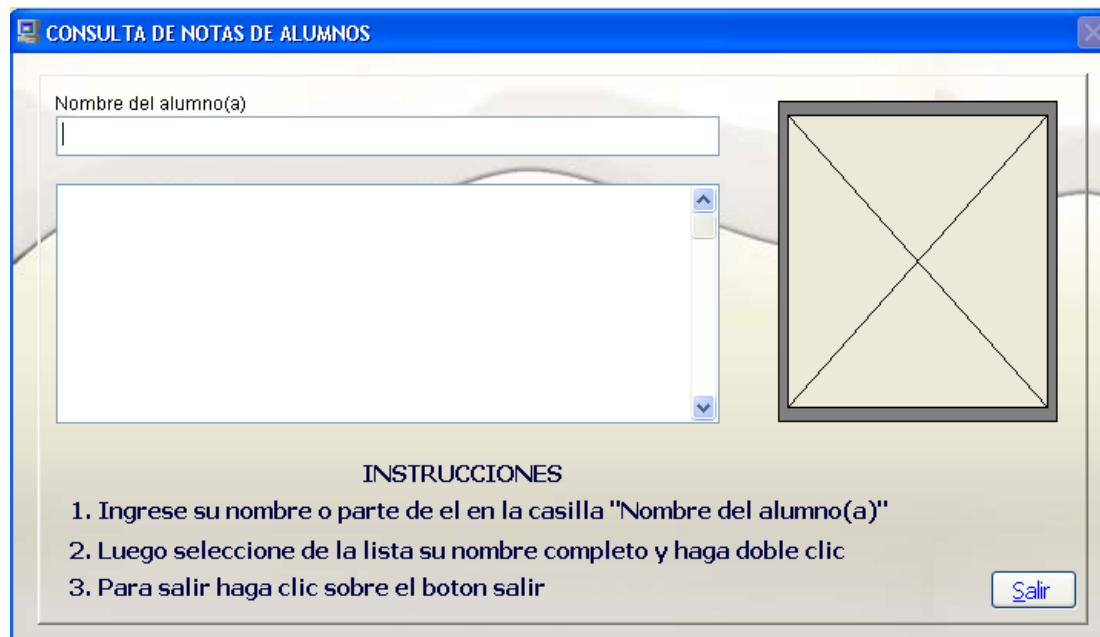 CONSULTA DE NOTAS DE ALUMNOS
Nombre del alumno(a)
INSTRUCCIONES
1. Ingrese su nombre o parte de el en la casilla "Nombre del alumno(a)"
2. Luego seleccione de la lista su nombre completo y haga doble clic
3. Para salir haga clic sobre el boton salir
Salir